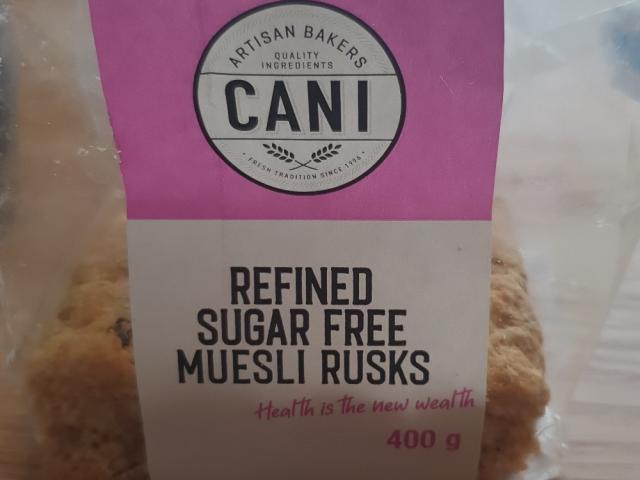 ARTISAN BAKERS
QUALITY
INGREDIENTS
CANI
• FRESH TRADITION SINCE 1996 •
REFINED
SUGAR FREE
MUESLI RUSKS
Health is the new wealth
400 g